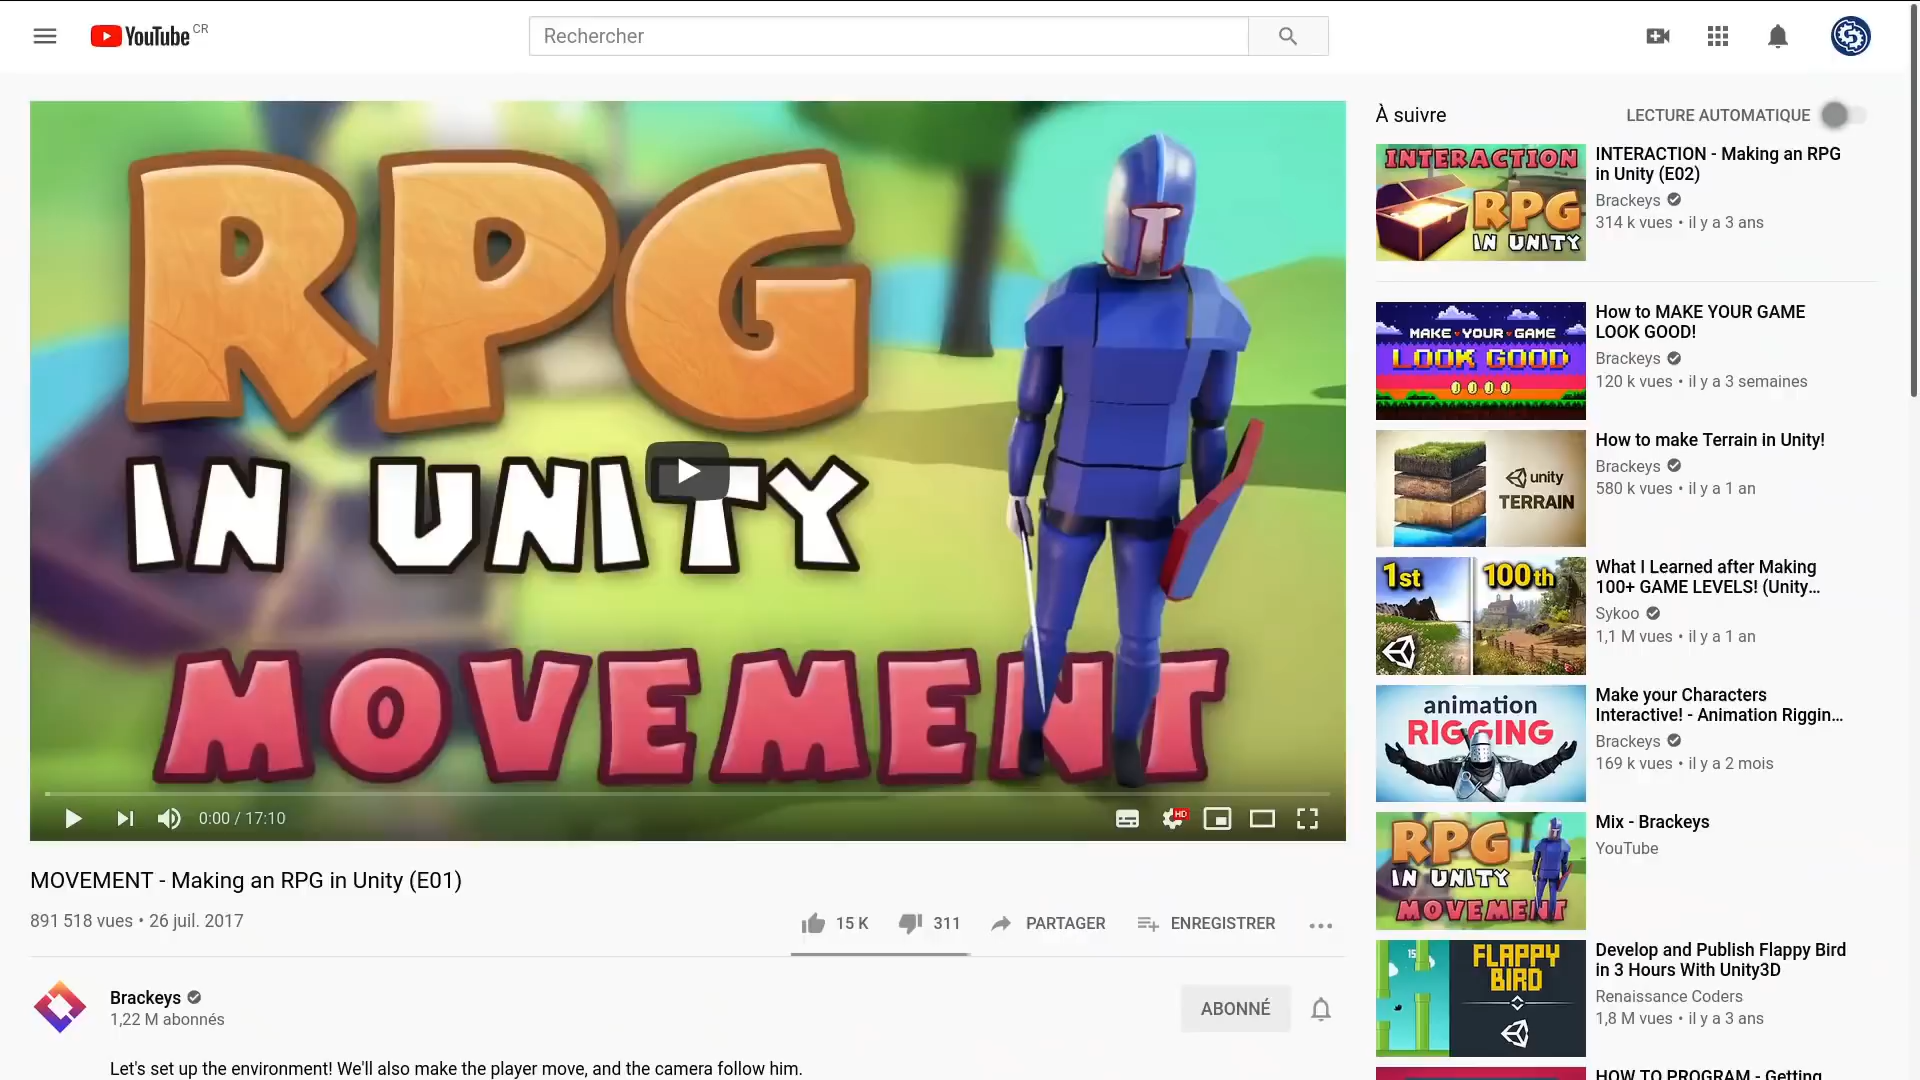 YouTube CR
Rechercher
RPG
IN UNITY
MOVEMENT
0:00 / 17:10
HD
MOVEMENT - Making an RPG in Unity (E01)
891 518 vues • 26 juil. 2017
15 K
311
PARTAGER
ENREGISTRER
Brackeys
1,22 M abonnés
ABONNÉ
Let's set up the environment! We'll also make the player move, and the camera follow him.
À suivre
LECTURE AUTOMATIQUE
INTERACTION
RPG
IN UNITY
INTERACTION - Making an RPG
in Unity (E02)
Brackeys
314 k vues • il y a 3 ans
MAKE YOUR GAME
LOOK GOOD
How to MAKE YOUR GAME
LOOK GOOD!
Brackeys
120 k vues • il y a 3 semaines
unity
TERRAIN
How to make Terrain in Unity!
Brackeys
580 k vues • il y a 1 an
1st
100th
What I Learned after Making
100+ GAME LEVELS! (Unity...
Sykoo
1,1 M vues • il y a 1 an
animation
RIGGING
Make your Characters
Interactive! - Animation Riggin...
Brackeys
169 k vues • il y a 2 mois
RPG
IN UNITY
MOVEMENT
Mix - Brackeys
YouTube
15
FLAPPY
BIRD
Develop and Publish Flappy Bird
in 3 Hours With Unity3D
Renaissance Coders
1,8 M vues • il y a 3 ans
HOW TO PROGRAM - Getting